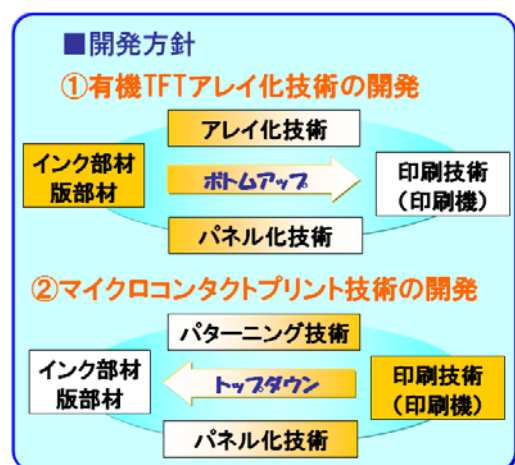 ■開発方針
①有機TFTアレイ化技術の開発
アレイ化技術
インク部材
版部材
ボトムアップ
印刷技術
(印刷機)
パネル化技術
②マイクロコンタクトプリント技術の開発
パターニング技術
インク部材
版部材
トップダウン
印刷技術
(印刷機)
パネル化技術